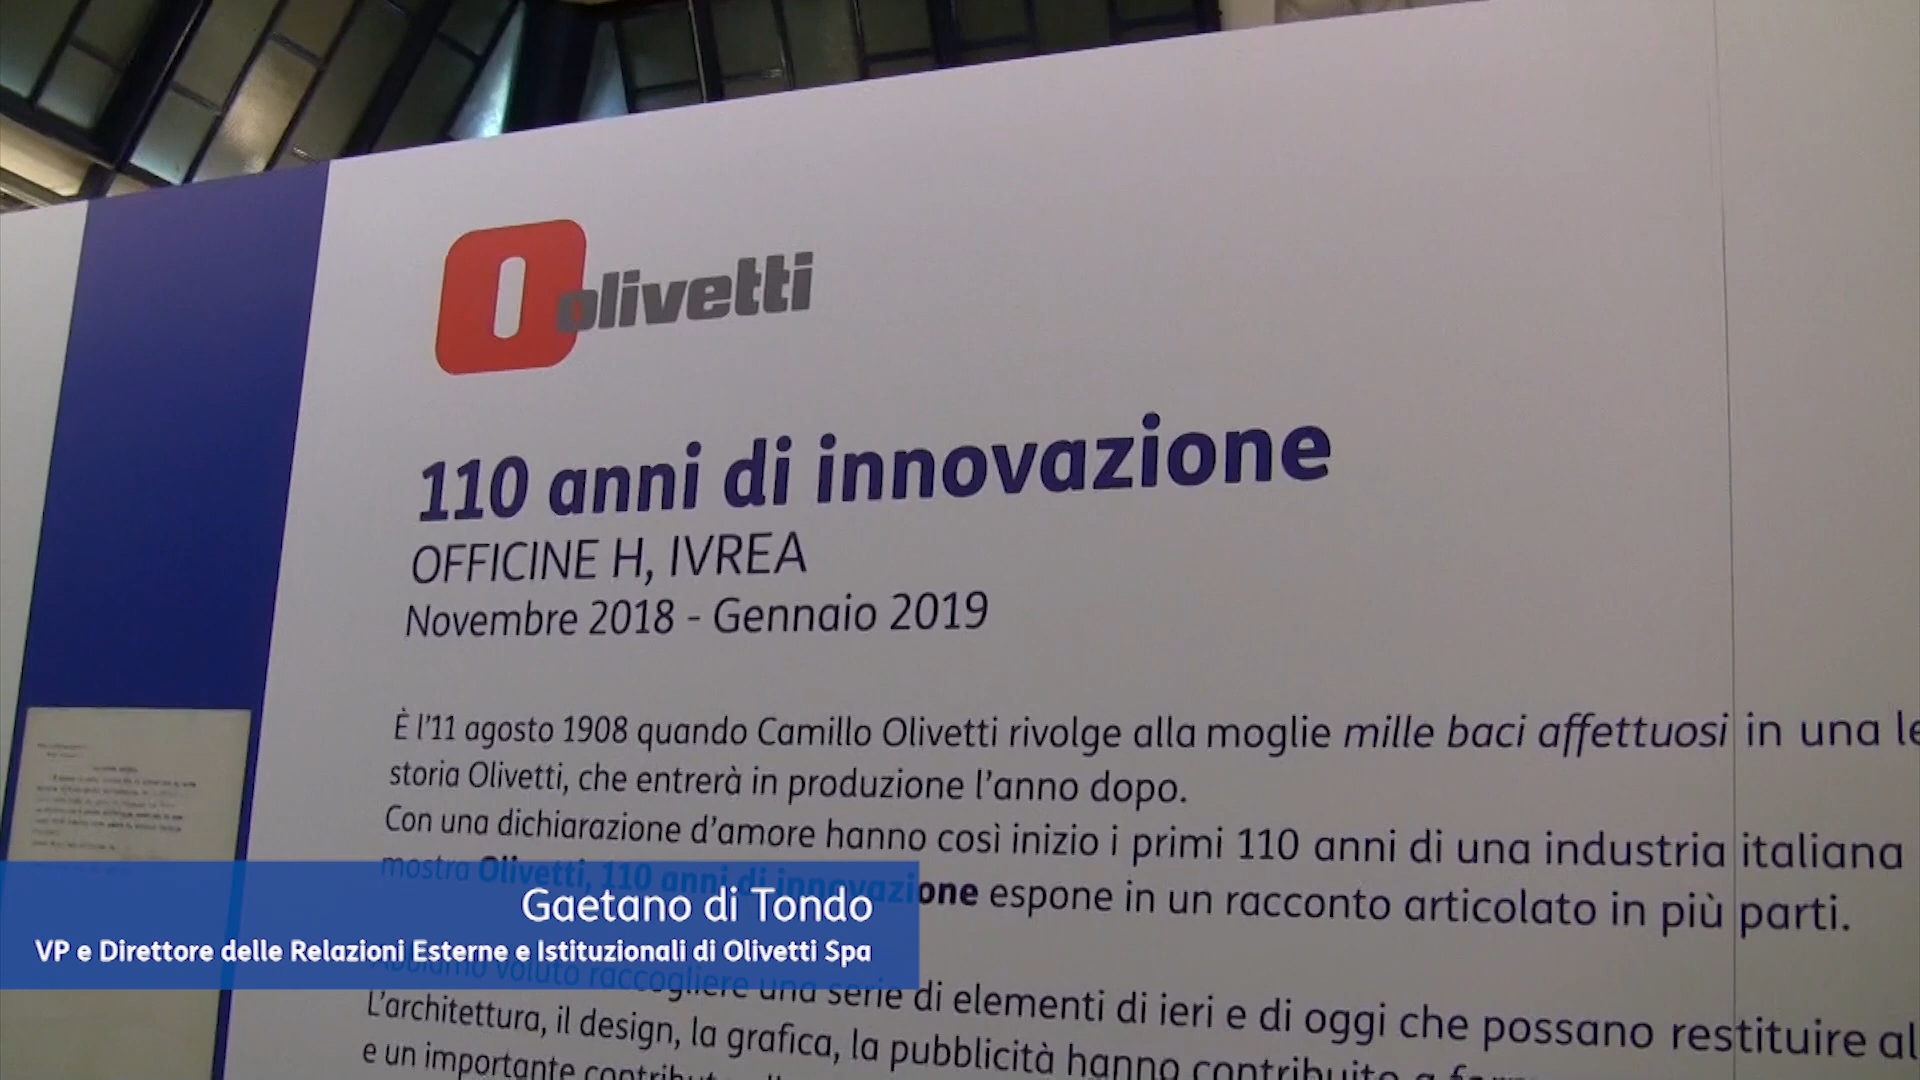 olivetti
110 anni di innovazione
OFFICINE H, IVREA
Novembre 2018 - Gennaio 2019
È l'11 agosto 1908 quando Camillo Olivetti rivolge alla moglie mille baci affettuosi in una
storia Olivetti, che entrerà in produzione l'anno dopo.
Con una dichiarazione d'amore hanno così inizio i primi 110 anni di una industria italiana
mostra Olivetti, 110 anni di innovazione espone in un racconto articolato in più parti.
Gaetano di Tondo
VP e Direttore delle Relazioni Esterne e Istituzionali di Olivetti Spa
Abbiamo voluto raccogliere una serie di elementi di ieri e di oggi che possano restituire
L'architettura, il design, la grafica, la pubblicità hanno contribuito a
e un importante